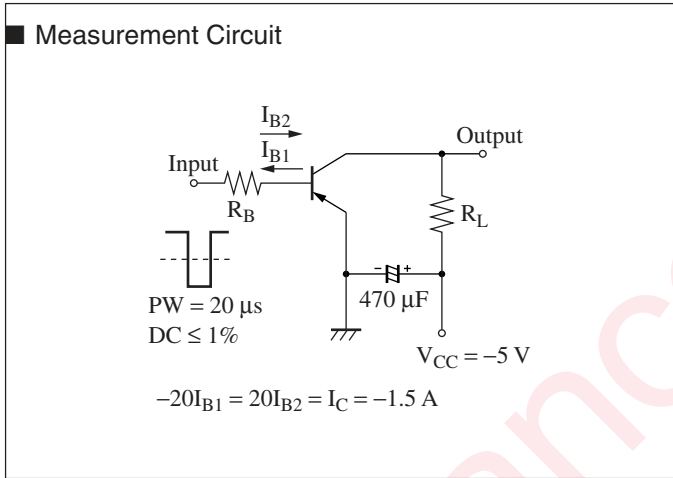 ■ Measurement Circuit
I_B2
I_B1
Output
Input
R_B
R_L
− +
470 µF
PW = 20 µs
DC ≤ 1%
V_CC = −5 V
−20I_B1 = 20I_B2 = I_C = −1.5 A